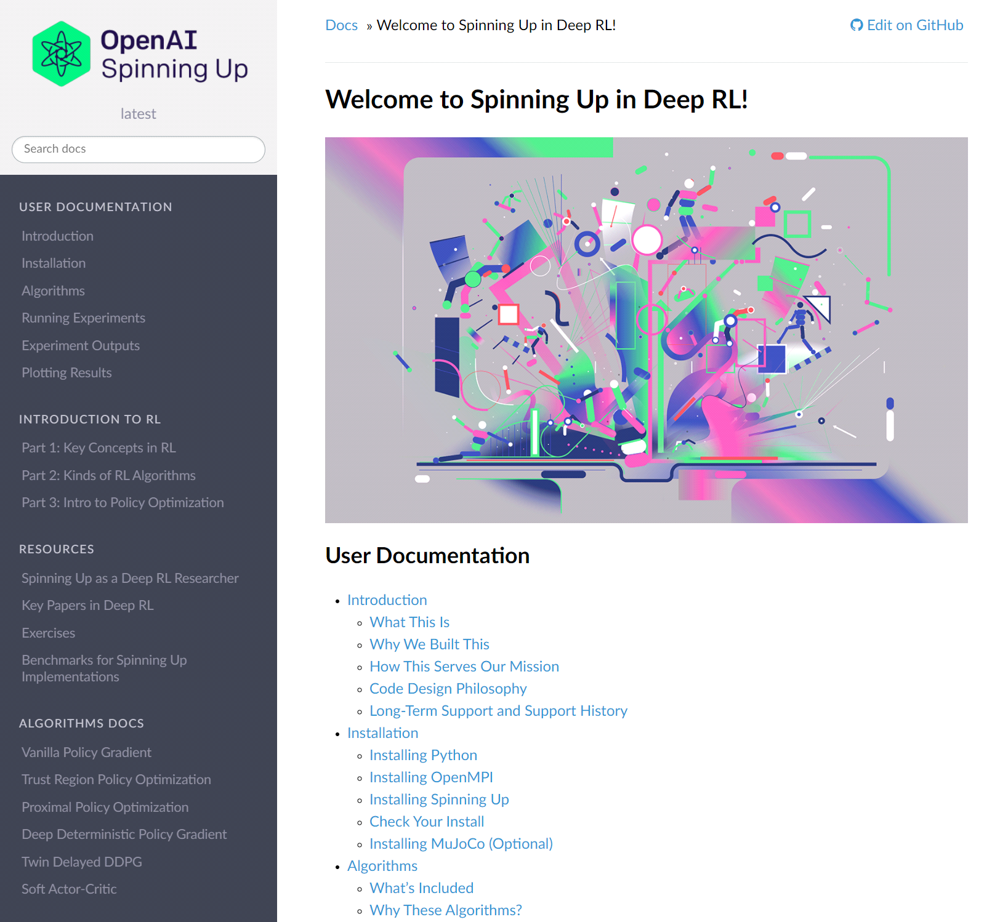 OpenAI
Spinning Up
latest
Search docs
USER DOCUMENTATION
Introduction
Installation
Algorithms
Running Experiments
Experiment Outputs
Plotting Results
INTRODUCTION TO RL
Part 1: Key Concepts in RL
Part 2: Kinds of RL Algorithms
Part 3: Intro to Policy Optimization
RESOURCES
Spinning Up as a Deep RL Researcher
Key Papers in Deep RL
Exercises
Benchmarks for Spinning Up
Implementations
ALGORITHMS DOCS
Vanilla Policy Gradient
Trust Region Policy Optimization
Proximal Policy Optimization
Deep Deterministic Policy Gradient
Twin Delayed DDPG
Soft Actor-Critic
Docs » Welcome to Spinning Up in Deep RL!
Edit on GitHub
Welcome to Spinning Up in Deep RL!
User Documentation
Introduction
What This Is
Why We Built This
How This Serves Our Mission
Code Design Philosophy
Long-Term Support and Support History
Installation
Installing Python
Installing OpenMPI
Installing Spinning Up
Check Your Install
Installing MuJoCo (Optional)
Algorithms
What’s Included
Why These Algorithms?